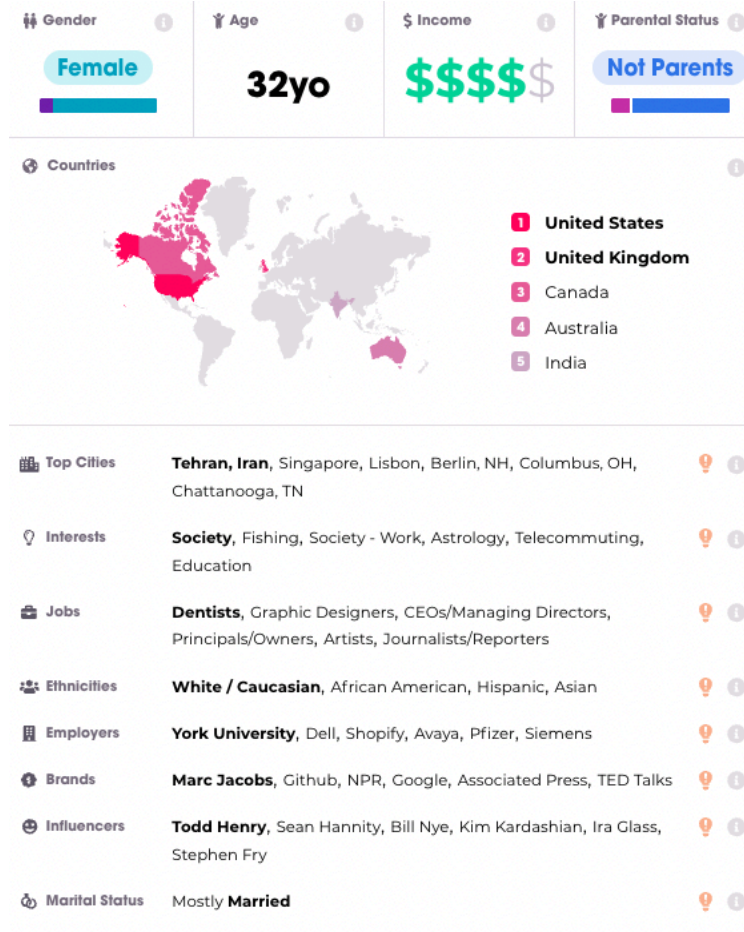 Gender
Female
Age
32yo
$ Income
$$$$$
Parental Status
Not Parents
Countries
1 United States
2 United Kingdom
3 Canada
4 Australia
5 India
Top Cities
Tehran, Iran, Singapore, Lisbon, Berlin, NH, Columbus, OH,
Chattanooga, TN
Interests
Society, Fishing, Society - Work, Astrology, Telecommuting,
Education
Jobs
Dentists, Graphic Designers, CEOs/Managing Directors,
Principals/Owners, Artists, Journalists/Reporters
Ethnicities
White / Caucasian, African American, Hispanic, Asian
Employers
York University, Dell, Shopify, Avaya, Pfizer, Siemens
Brands
Marc Jacobs, Github, NPR, Google, Associated Press, TED Talks
Influencers
Todd Henry, Sean Hannity, Bill Nye, Kim Kardashian, Ira Glass,
Stephen Fry
Marital Status
Mostly Married